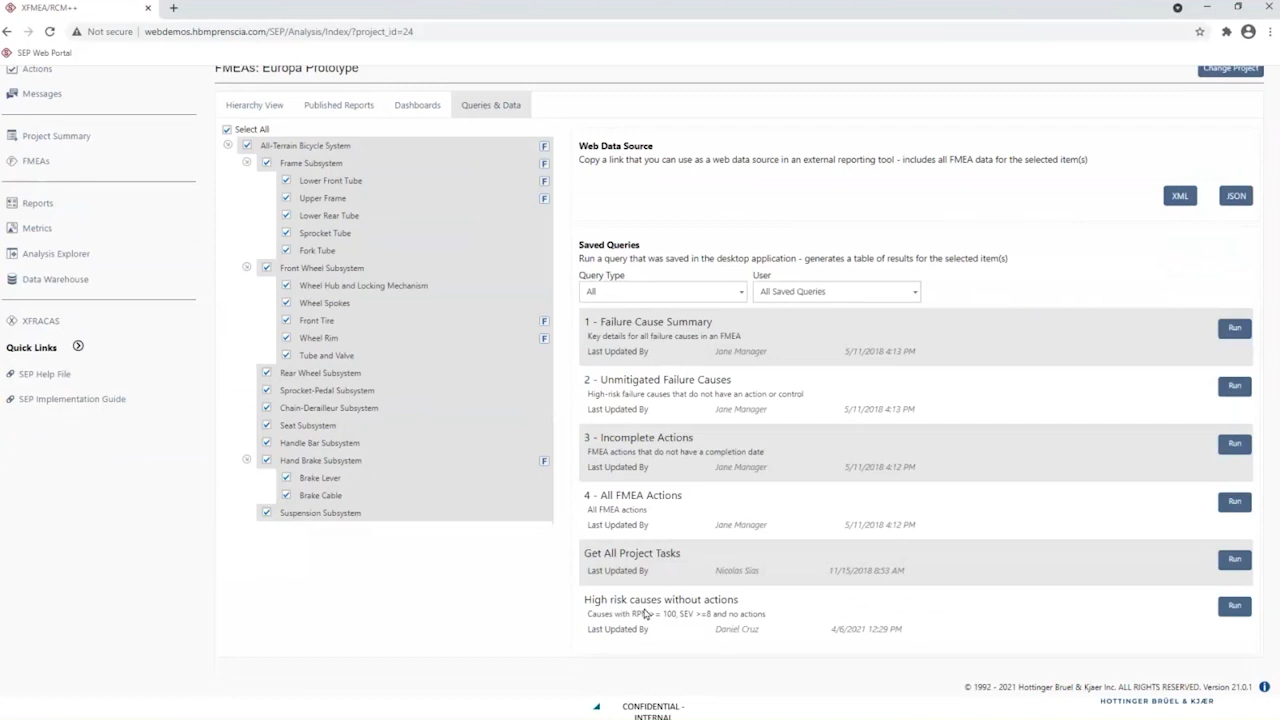 XFMEA/RCM++
Not secure webdemos.hbmprenscia.com/SEP/Analysis/Index/?project_id=24
SEP Web Portal
Actions
Messages
Project Summary
FMEAs
Reports
Metrics
Analysis Explorer
Data Warehouse
XFRACAS
Quick Links
SEP Help File
SEP Implementation Guide
FMEAs: Europa Prototype
Change Project
Hierarchy View Published Reports Dashboards Queries & Data
Select All
All-Terrain Bicycle System F
Frame Subsystem F
Lower Front Tube F
Upper Frame F
Lower Rear Tube
Sprocket Tube
Fork Tube
Front Wheel Subsystem
Wheel Hub and Locking Mechanism
Wheel Spokes
Front Tire F
Wheel Rim F
Tube and Valve
Rear Wheel Subsystem
Sprocket-Pedal Subsystem
Chain-Derailleur Subsystem
Seat Subsystem
Handle Bar Subsystem
Hand Brake Subsystem F
Brake Lever
Brake Cable
Suspension Subsystem
Web Data Source
Copy a link that you can use as a web data source in an external reporting tool - includes all FMEA data for the selected item(s)
XML JSON
Saved Queries
Run a query that was saved in the desktop application - generates a table of results for the selected item(s)
Query Type User
All All Saved Queries
1 - Failure Cause Summary Run
Key details for all failure causes in an FMEA
Last Updated By Jane Manager 5/11/2018 4:13 PM
2 - Unmitigated Failure Causes Run
High-risk failure causes that do not have an action or control
Last Updated By Jane Manager 5/11/2018 4:13 PM
3 - Incomplete Actions Run
FMEA actions that do not have a completion date
Last Updated By Jane Manager 5/11/2018 4:12 PM
4 - All FMEA Actions Run
All FMEA actions
Last Updated By Jane Manager 5/11/2018 4:12 PM
Get All Project Tasks Run
Last Updated By Nicolas Sias 11/15/2018 8:53 AM
High risk causes without actions Run
Causes with = 100, SEV >=8 and no actions
Last Updated By Daniel Cruz 4/6/2021 12:29 PM
© 1992 - 2021 Hottinger Bruel & Kjaer Inc. ALL RIGHTS RESERVED. Version 21.0.1
HOTTINGER BRÜEL & KJÆR
CONFIDENTIAL -
INTERNAL